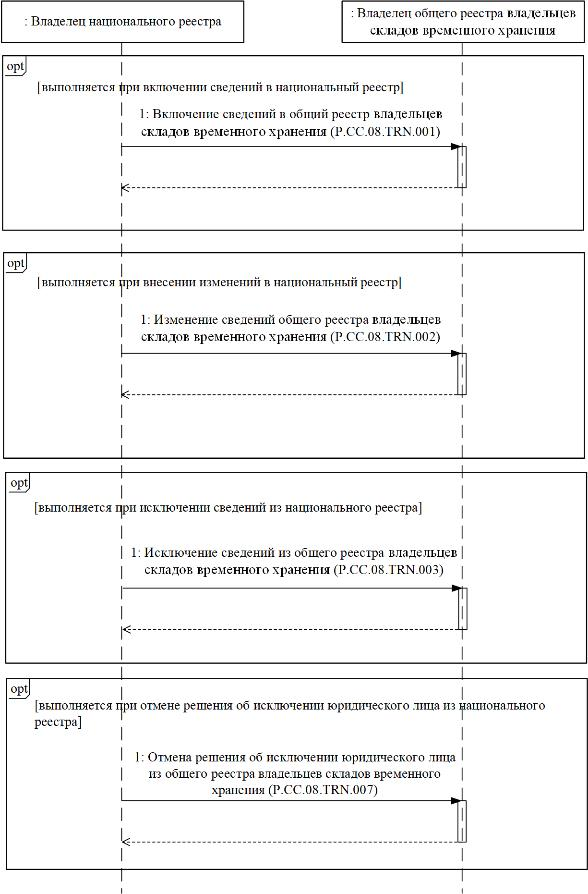 : Владелец национального реестра
: Владелец общего реестра владельцев
складов временного хранения
opt
[выполняется при включении сведений в национальный реестр]
1: Включение сведений в общий реестр владельцев
складов временного хранения (P.CC.08.TRN.001)
opt
[выполняется при внесении изменений в национальный реестр]
1: Изменение сведений общего реестра владельцев
складов временного хранения (P.CC.08.TRN.002)
opt
[выполняется при исключении сведений из национального реестра]
1: Исключение сведений из общего реестра владельцев
складов временного хранения (P.CC.08.TRN.003)
opt
[выполняется при отмене решения об исключении юридического лица из национального
реестра]
1: Отмена решения об исключении юридического лица
из общего реестра владельцев складов временного
хранения (P.CC.08.TRN.007)